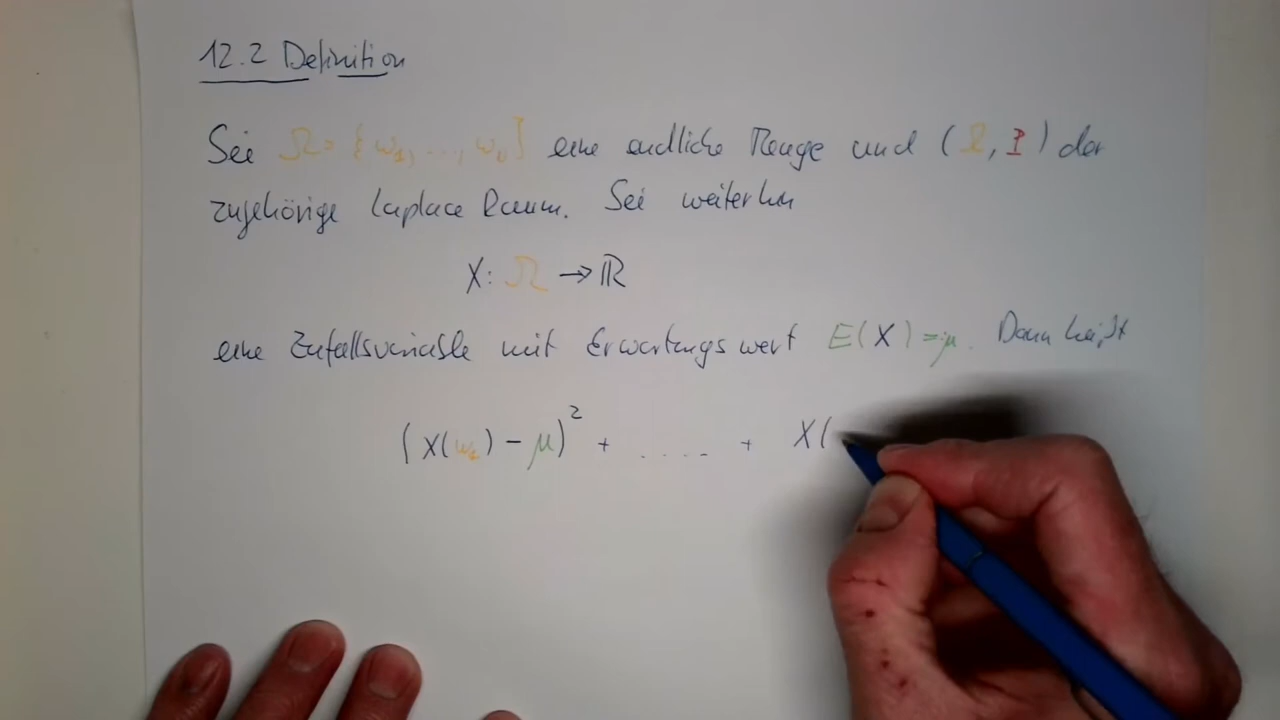 12.2 Definition
Sei Ω = {ω₁, ..., ωₙ} eine endliche Menge und (Ω, P) der
zugehörige Laplace Raum. Sei weiterhin
X: Ω → ℝ
eine Zufallsvariable mit Erwartungswert E(X) = μ. Dann heißt
(X(ω₁) - μ)² + ..... + X(